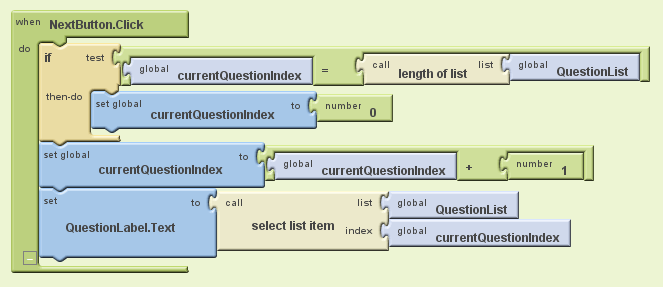 when NextButton.Click
do if test global currentQuestionIndex = call length of list list global QuestionList
then-do set global currentQuestionIndex to number 0
set global currentQuestionIndex to global currentQuestionIndex + number 1
set QuestionLabel.Text to call select list item list global QuestionList
index global currentQuestionIndex